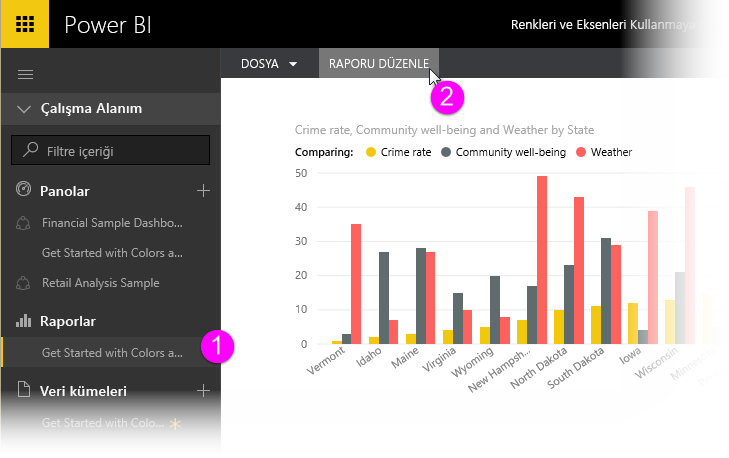 Power BI
Renkleri ve Eksenleri Kullanmaya
DOSYA
RAPORU DÜZENLE
2
Çalışma Alanım
Filtre içeriği
Panolar
Financial Sample Dashbo...
Get Started with Colors a...
Retail Analysis Sample
Raporlar
1
Get Started with Colors a...
Veri kümeleri
Get Started with Colo...
Crime rate, Community well-being and Weather by State
Comparing: Crime rate Community well-being Weather
50
40
30
20
10
0
Vermont
Idaho
Maine
Virginia
Wyoming
New Hampsh...
North Dakota
South Dakota
Iowa
Wisconsin